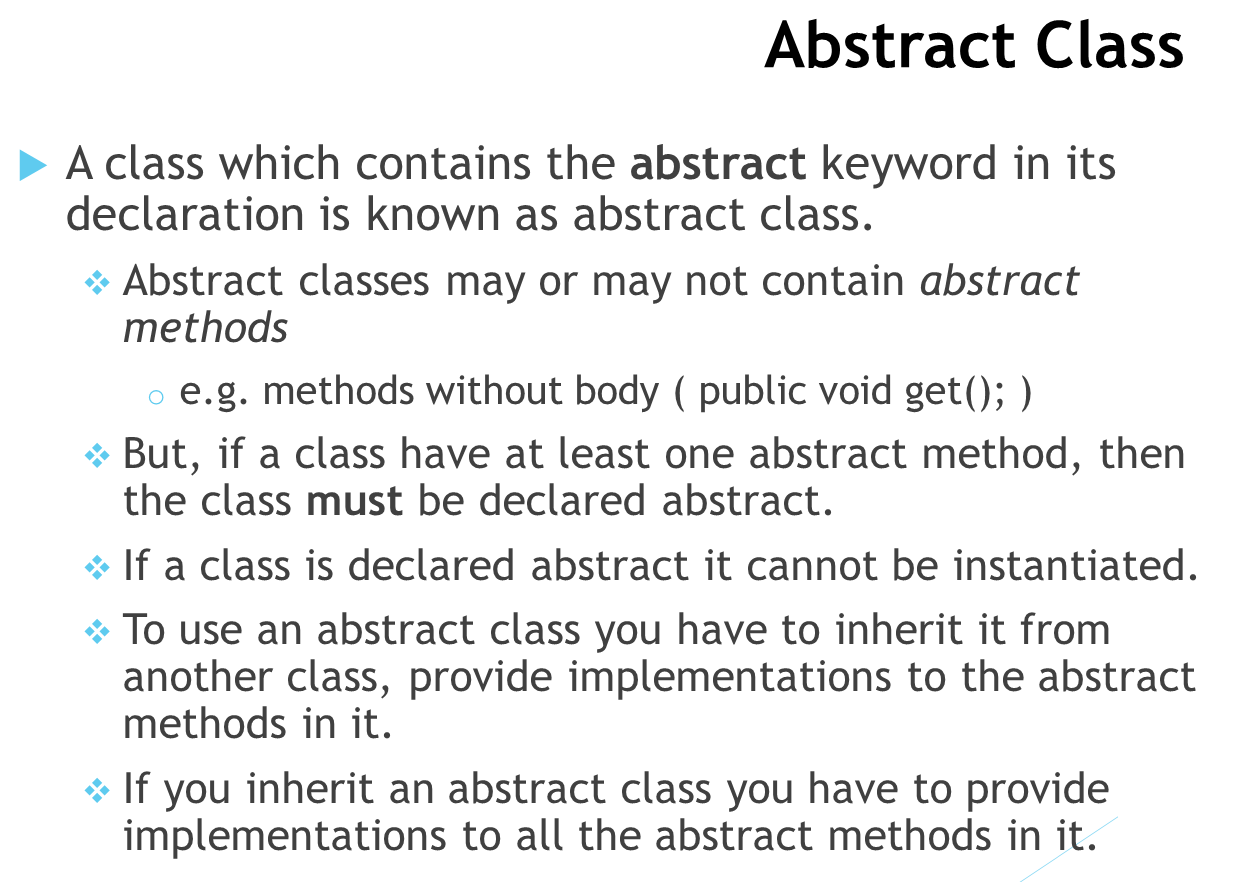 Abstract Class
A class which contains the abstract keyword in its
declaration is known as abstract class.
Abstract classes may or may not contain abstract
methods
e.g. methods without body ( public void get(); )
But, if a class have at least one abstract method, then
the class must be declared abstract.
If a class is declared abstract it cannot be instantiated.
To use an abstract class you have to inherit it from
another class, provide implementations to the abstract
methods in it.
If you inherit an abstract class you have to provide
implementations to all the abstract methods in it.